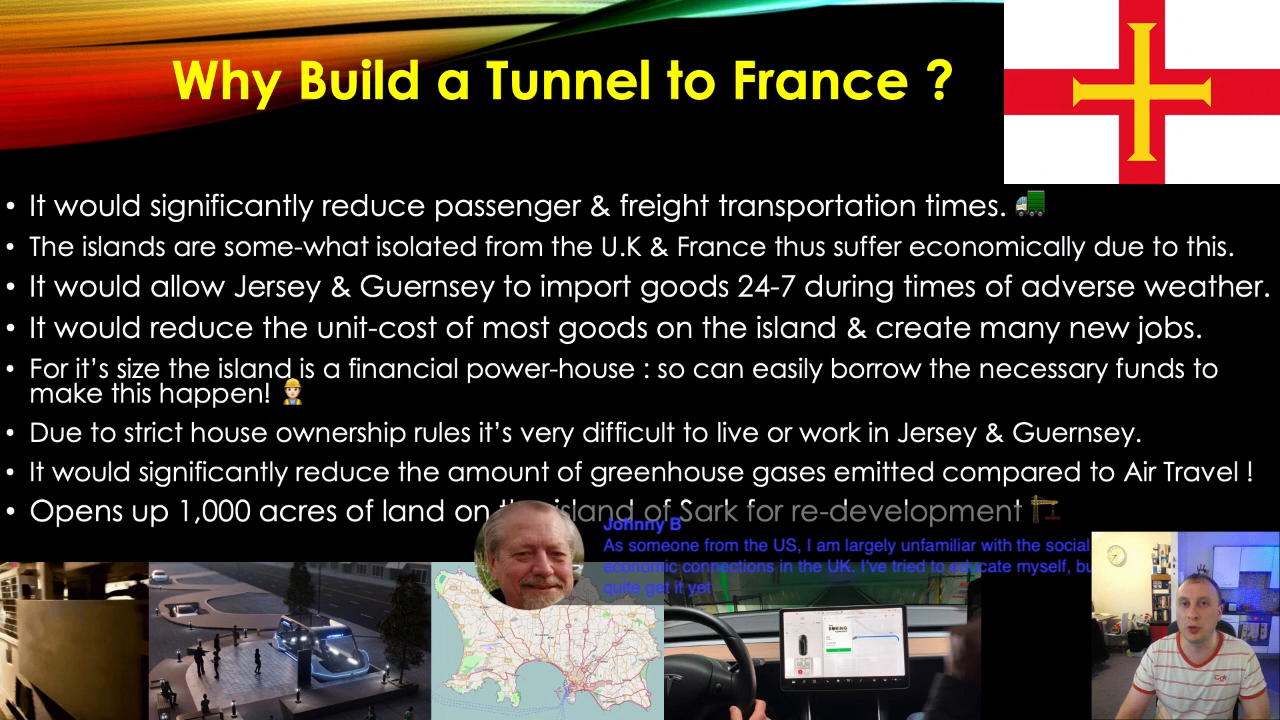 Why Build a Tunnel to France ?
• It would significantly reduce passenger & freight transportation times.
• The islands are some-what isolated from the U.K & France thus suffer economically due to this.
• It would allow Jersey & Guernsey to import goods 24-7 during times of adverse weather.
• It would reduce the unit-cost of most goods on the island & create many new jobs.
• For it’s size the island is a financial power-house : so can easily borrow the necessary funds to
make this happen!
• Due to strict house ownership rules it’s very difficult to live or work in Jersey & Guernsey.
• It would significantly reduce the amount of greenhouse gases emitted compared to Air Travel !
• Opens up 1,000 acres of land on the island of Sark for re-development
Johnny B
As someone from the US, I am largely unfamiliar with the social
economic connections in the UK. I've tried to educate myself, bu
quite get it yet